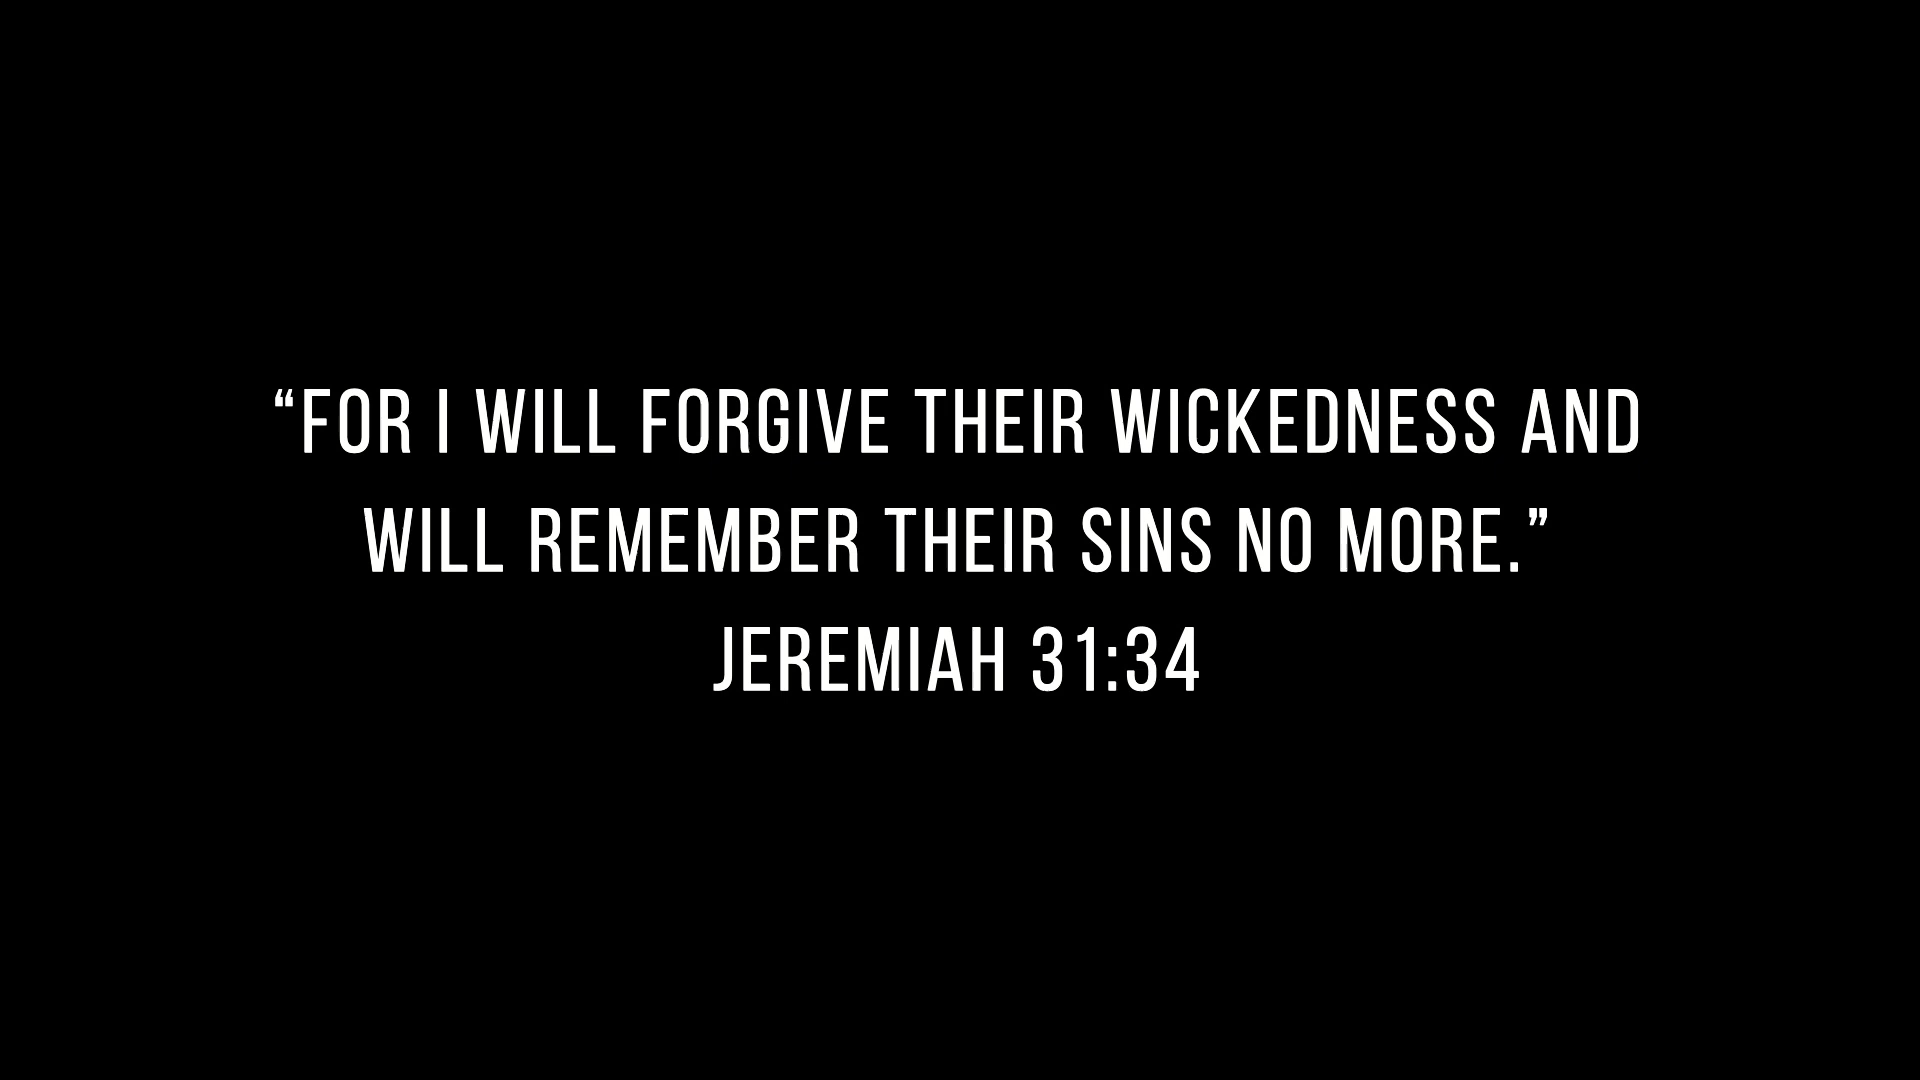 “FOR I WILL FORGIVE THEIR WICKEDNESS AND
WILL REMEMBER THEIR SINS NO MORE.”
JEREMIAH 31:34